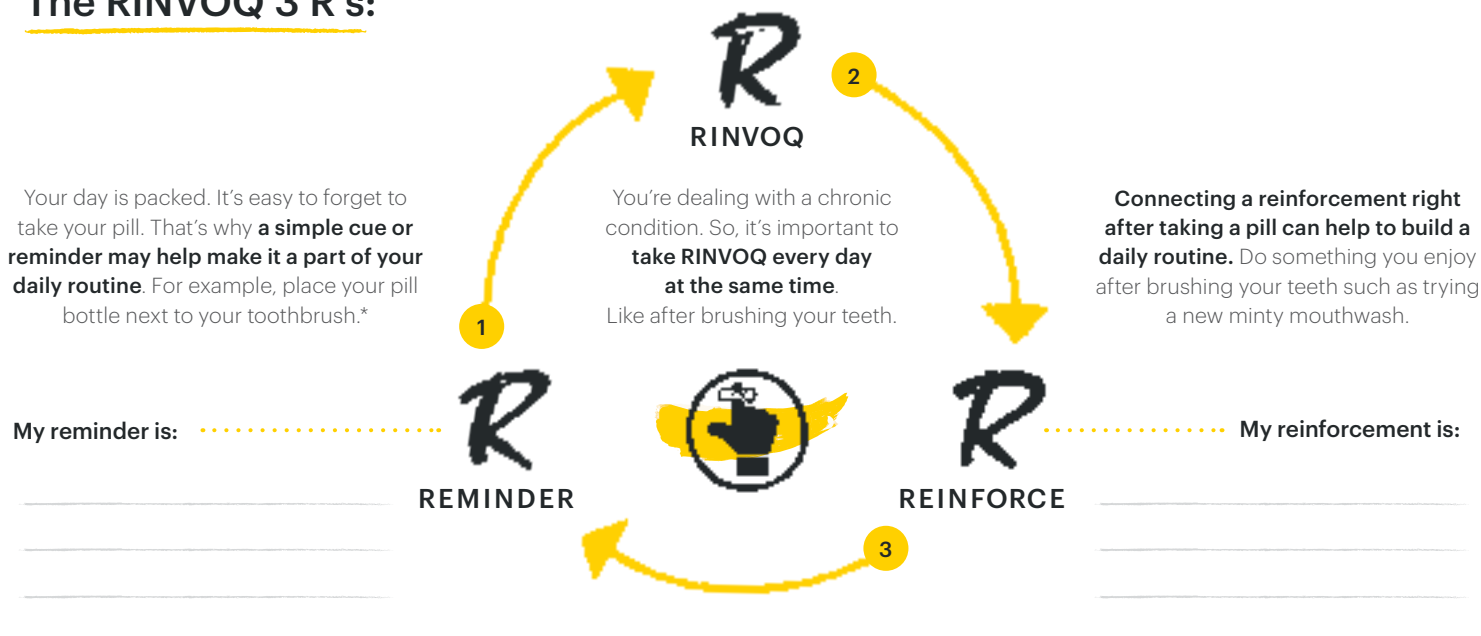 The RINVOQ 3 R's:
R
2
RINVOQ
Your day is packed. It's easy to forget to
take your pill. That's why a simple cue or
reminder may help make it a part of your
daily routine. For example, place your pill
bottle next to your toothbrush.*
You're dealing with a chronic
condition. So, it's important to
take RINVOQ every day
at the same time.
Like after brushing your teeth.
Connecting a reinforcement right
after taking a pill can help to build a
daily routine. Do something you enjoy
after brushing your teeth such as trying
a new minty mouthwash.
1
My reminder is:
R
REMINDER
R
REINFORCE
My reinforcement is:
3